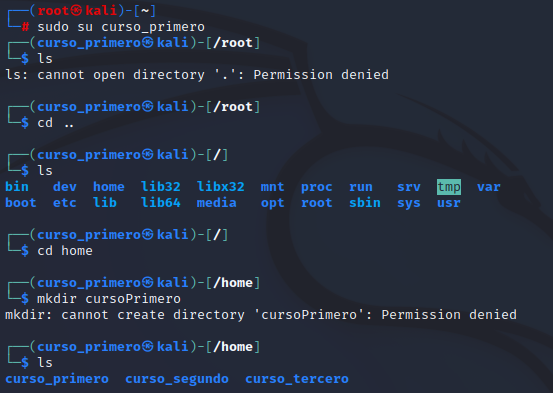 ┌──(root㉿kali)-[~]
└─# sudo su curso_primero
┌──(curso_primero㉿kali)-[/root]
└─$ ls
ls: cannot open directory '.': Permission denied
┌──(curso_primero㉿kali)-[/root]
└─$ cd ..
┌──(curso_primero㉿kali)-[/]
└─$ ls
bin dev home lib32 libx32 mnt proc run srv tmp var
boot etc lib lib64 media opt root sbin sys usr
┌──(curso_primero㉿kali)-[/]
└─$ cd home
┌──(curso_primero㉿kali)-[/home]
└─$ mkdir cursoPrimero
mkdir: cannot create directory 'cursoPrimero': Permission denied
┌──(curso_primero㉿kali)-[/home]
└─$ ls
curso_primero curso_segundo curso_tercero